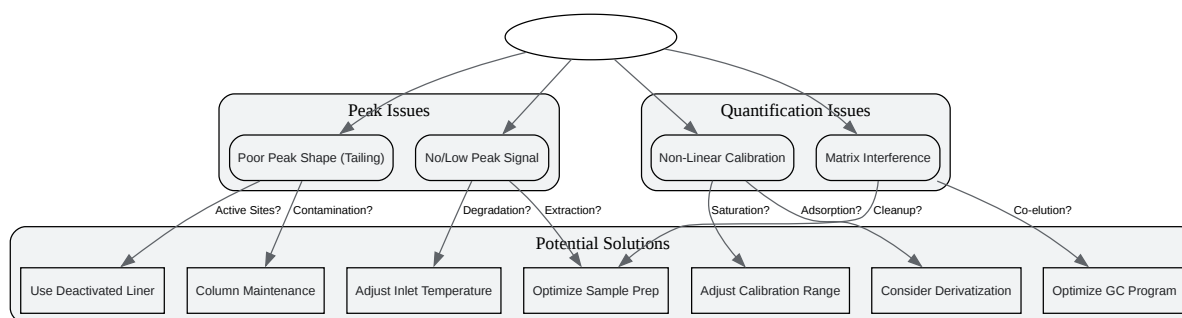 Peak Issues
Quantification Issues
Poor Peak Shape (Tailing)
No/Low Peak Signal
Non-Linear Calibration
Matrix Interference
Active Sites?
Contamination?
Degradation?
Extraction?
Saturation?
Adsorption?
Cleanup?
Co-elution?
Potential Solutions
Use Deactivated Liner
Column Maintenance
Adjust Inlet Temperature
Optimize Sample Prep
Adjust Calibration Range
Consider Derivatization
Optimize GC Program